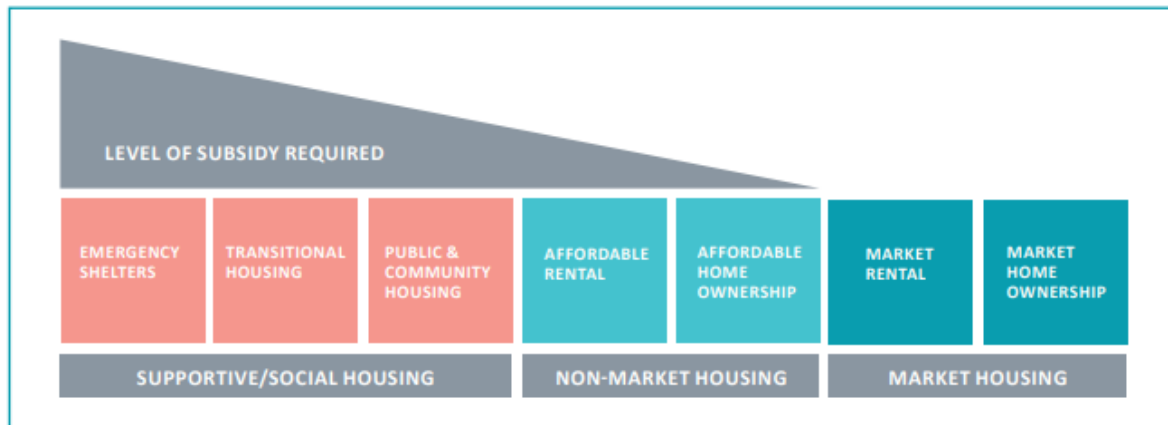 LEVEL OF SUBSIDY REQUIRED
EMERGENCY
SHELTERS
TRANSITIONAL
HOUSING
PUBLIC &
COMMUNITY
HOUSING
AFFORDABLE
RENTAL
AFFORDABLE
HOME
OWNERSHIP
MARKET
RENTAL
MARKET
HOME
OWNERSHIP
SUPPORTIVE/SOCIAL HOUSING
NON-MARKET HOUSING
MARKET HOUSING